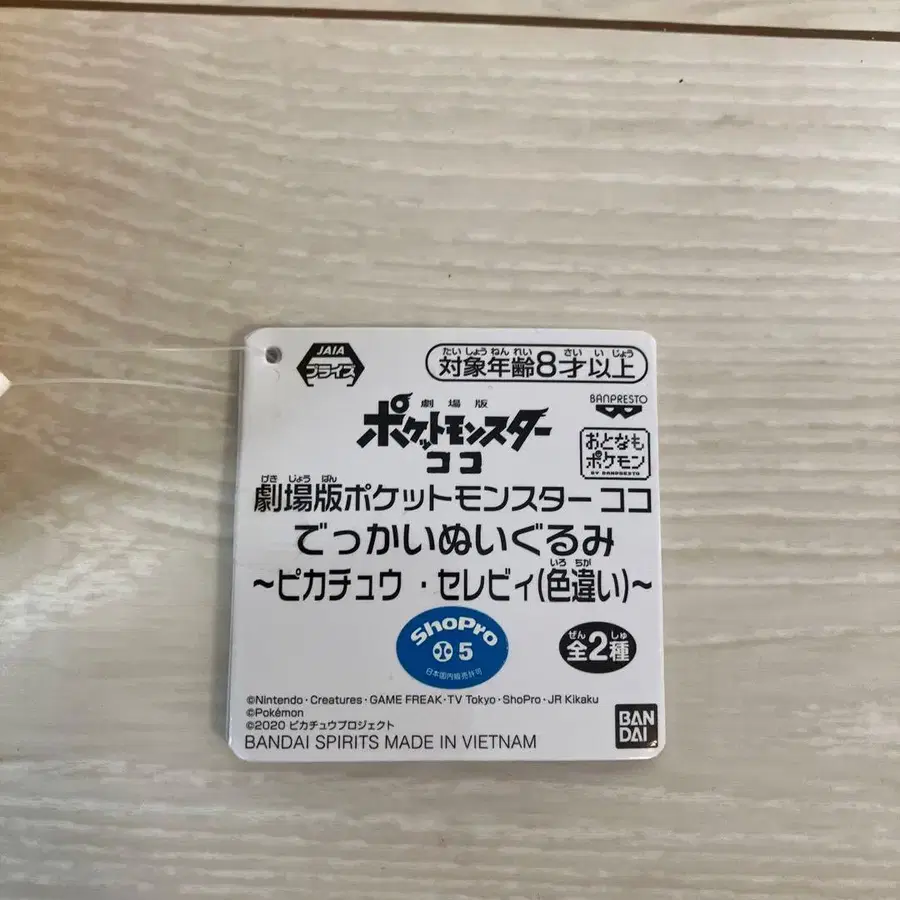 JAIA
プライズ
たいしょうねんれい さい いじょう
対象年齢8才以上
BANPRESTO
劇場版
ポケットモンスター
ココ
おとなも
ポケモン
BY BANPRESTO
げきじょうばん
劇場版ポケットモンスター ココ
でっかいぬいぐるみ
いろちが
~ピカチュウ・セレビィ(色違い)~
ShoPro
5
日本国内販売許可
ぜん しゅ
全2種
©Nintendo・Creatures・GAME FREAK・TV Tokyo・ShoPro・JR Kikaku
©Pokémon
©2020 ピカチュウプロジェクト
BANDAI SPIRITS MADE IN VIETNAM
BAN
DAI